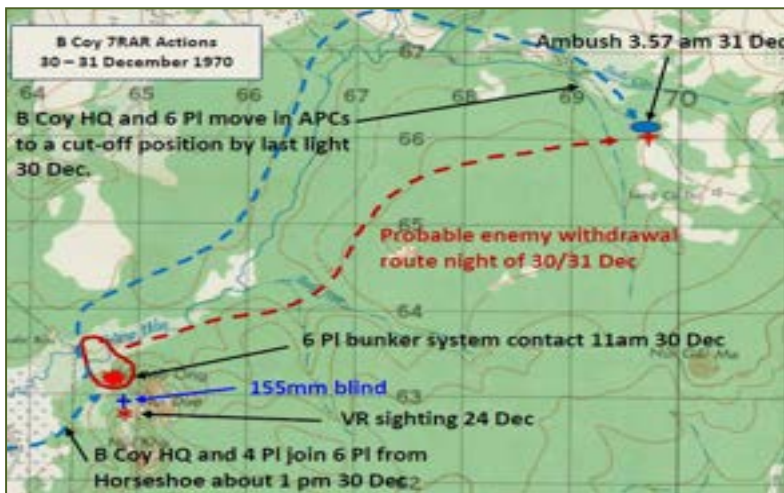 B Coy 7RAR Actions
30 – 31 December 1970
Ambush 3.57 am 31 Dec
67
64 65 66 67 68 69 70
B Coy HQ and 6 Pl move in APCs
to a cut-off position by last light
30 Dec.
66
65
Probable enemy withdrawal
route night of 30/31 Dec
64
6 Pl bunker system contact 11am 30 Dec
155mm blind
63
VR sighting 24 Dec
B Coy HQ and 4 Pl join 6 Pl from
Horseshoe about 1 pm 30 Dec
62